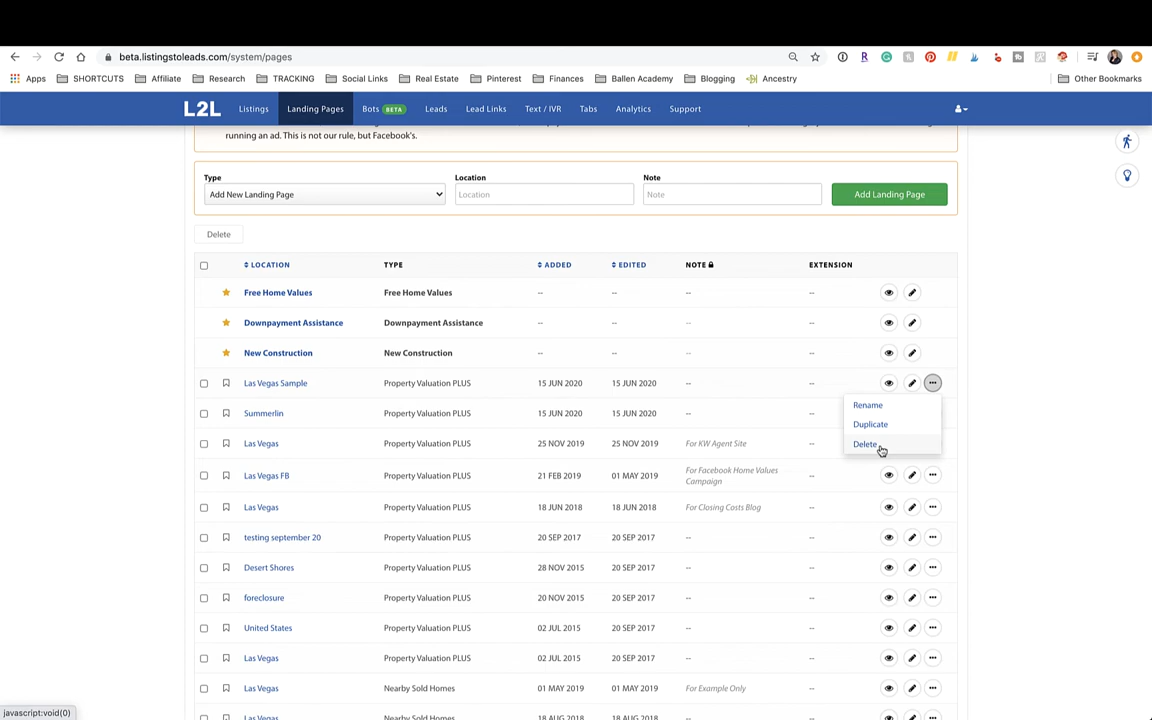 beta.listingstoleads.com/system/pages
Apps SHORTCUTS Affiliate Research TRACKING Social Links Real Estate Pinterest Finances Ballen Academy Blogging Ancestry Other Bookmarks
L2L Listings Landing Pages Bots BETA Leads Lead Links Text / IVR Tabs Analytics Support
running an ad. This is not our rule, but Facebook's.
Type Location Note
Add New Landing Page Location Note Add Landing Page
Delete
LOCATION TYPE ADDED EDITED NOTE EXTENSION
Free Home Values Free Home Values -- -- -- --
Downpayment Assistance Downpayment Assistance -- -- -- --
New Construction New Construction -- -- -- --
Las Vegas Sample Property Valuation PLUS 15 JUN 2020 15 JUN 2020 -- --
Rename
Summerlin Property Valuation PLUS 15 JUN 2020 15 JUN 2020 -- --
Duplicate
Las Vegas Property Valuation PLUS 25 NOV 2019 25 NOV 2019 For KW Agent Site -- Delete
Las Vegas FB Property Valuation PLUS 21 FEB 2019 01 MAY 2019 For Facebook Home Values --
Campaign
Las Vegas Property Valuation PLUS 18 JUN 2018 18 JUN 2018 For Closing Costs Blog --
testing september 20 Property Valuation PLUS 20 SEP 2017 20 SEP 2017 -- --
Desert Shores Property Valuation PLUS 28 NOV 2015 20 SEP 2017 -- --
foreclosure Property Valuation PLUS 20 NOV 2015 20 SEP 2017 -- --
United States Property Valuation PLUS 02 JUL 2015 20 SEP 2017 -- --
Las Vegas Property Valuation PLUS 02 JUL 2015 20 SEP 2017 -- --
Las Vegas Nearby Sold Homes 01 MAY 2019 01 MAY 2019 For Example Only --
Las Vegas Nearby Sold Homes 18 AUG 2018 18 AUG 2018
javascript:void(0)